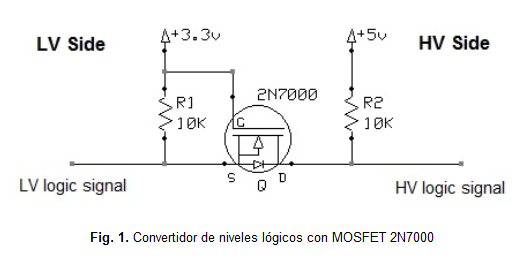 LV Side
+3.3v
+5v
HV Side
2N7000
R1
10K
G
R2
10K
S
Q
D
LV logic signal
HV logic signal
Fig. 1. Convertidor de niveles lógicos con MOSFET 2N7000